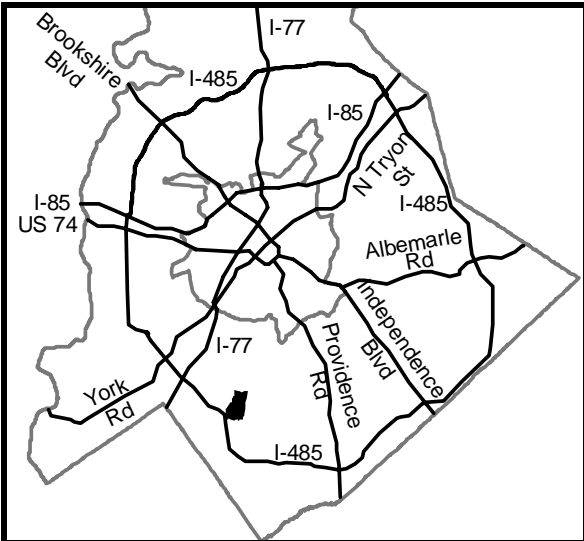 I-77
Brookshire
Blvd
I-485
I-85
N Tryon
St
I-85
US 74
I-485
Albemarle
Rd
Independence
Blvd
I-77
Providence
Rd
York
Rd
I-485